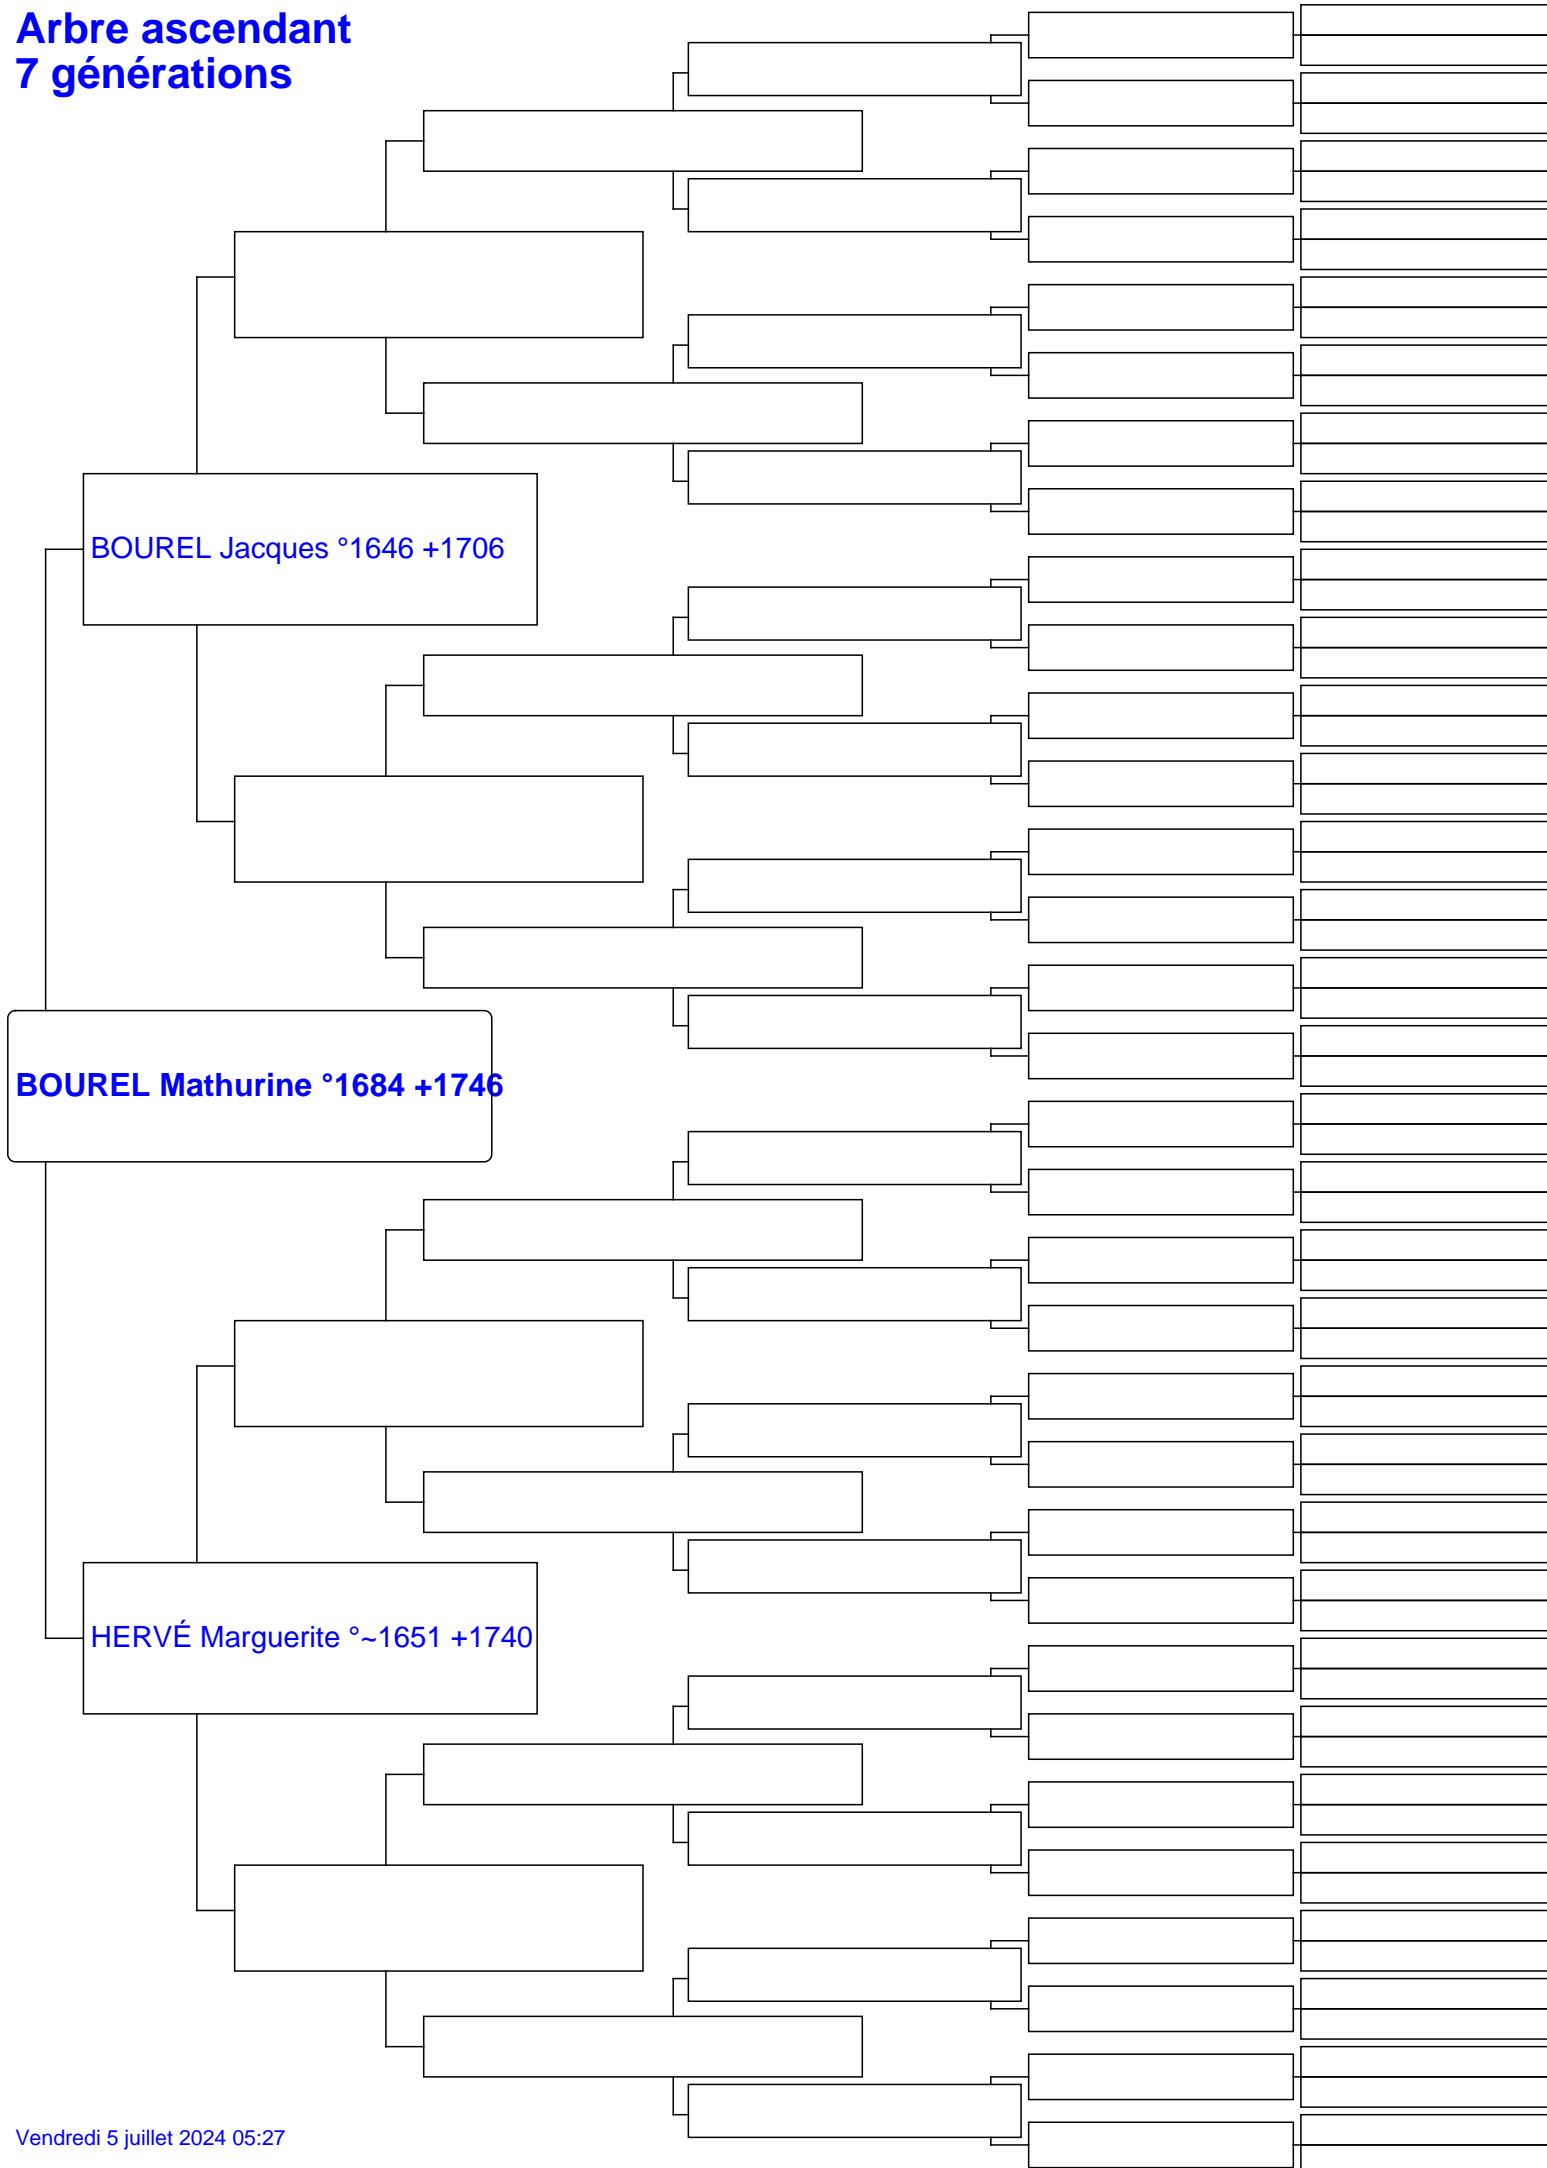 Arbre ascendant
7 générations
BOUREL Jacques °1646 +1706
BOUREL Mathurine °1684 +1746
HERVÉ Marguerite °~1651 +1740
Vendredi 5 juillet 2024 05:27